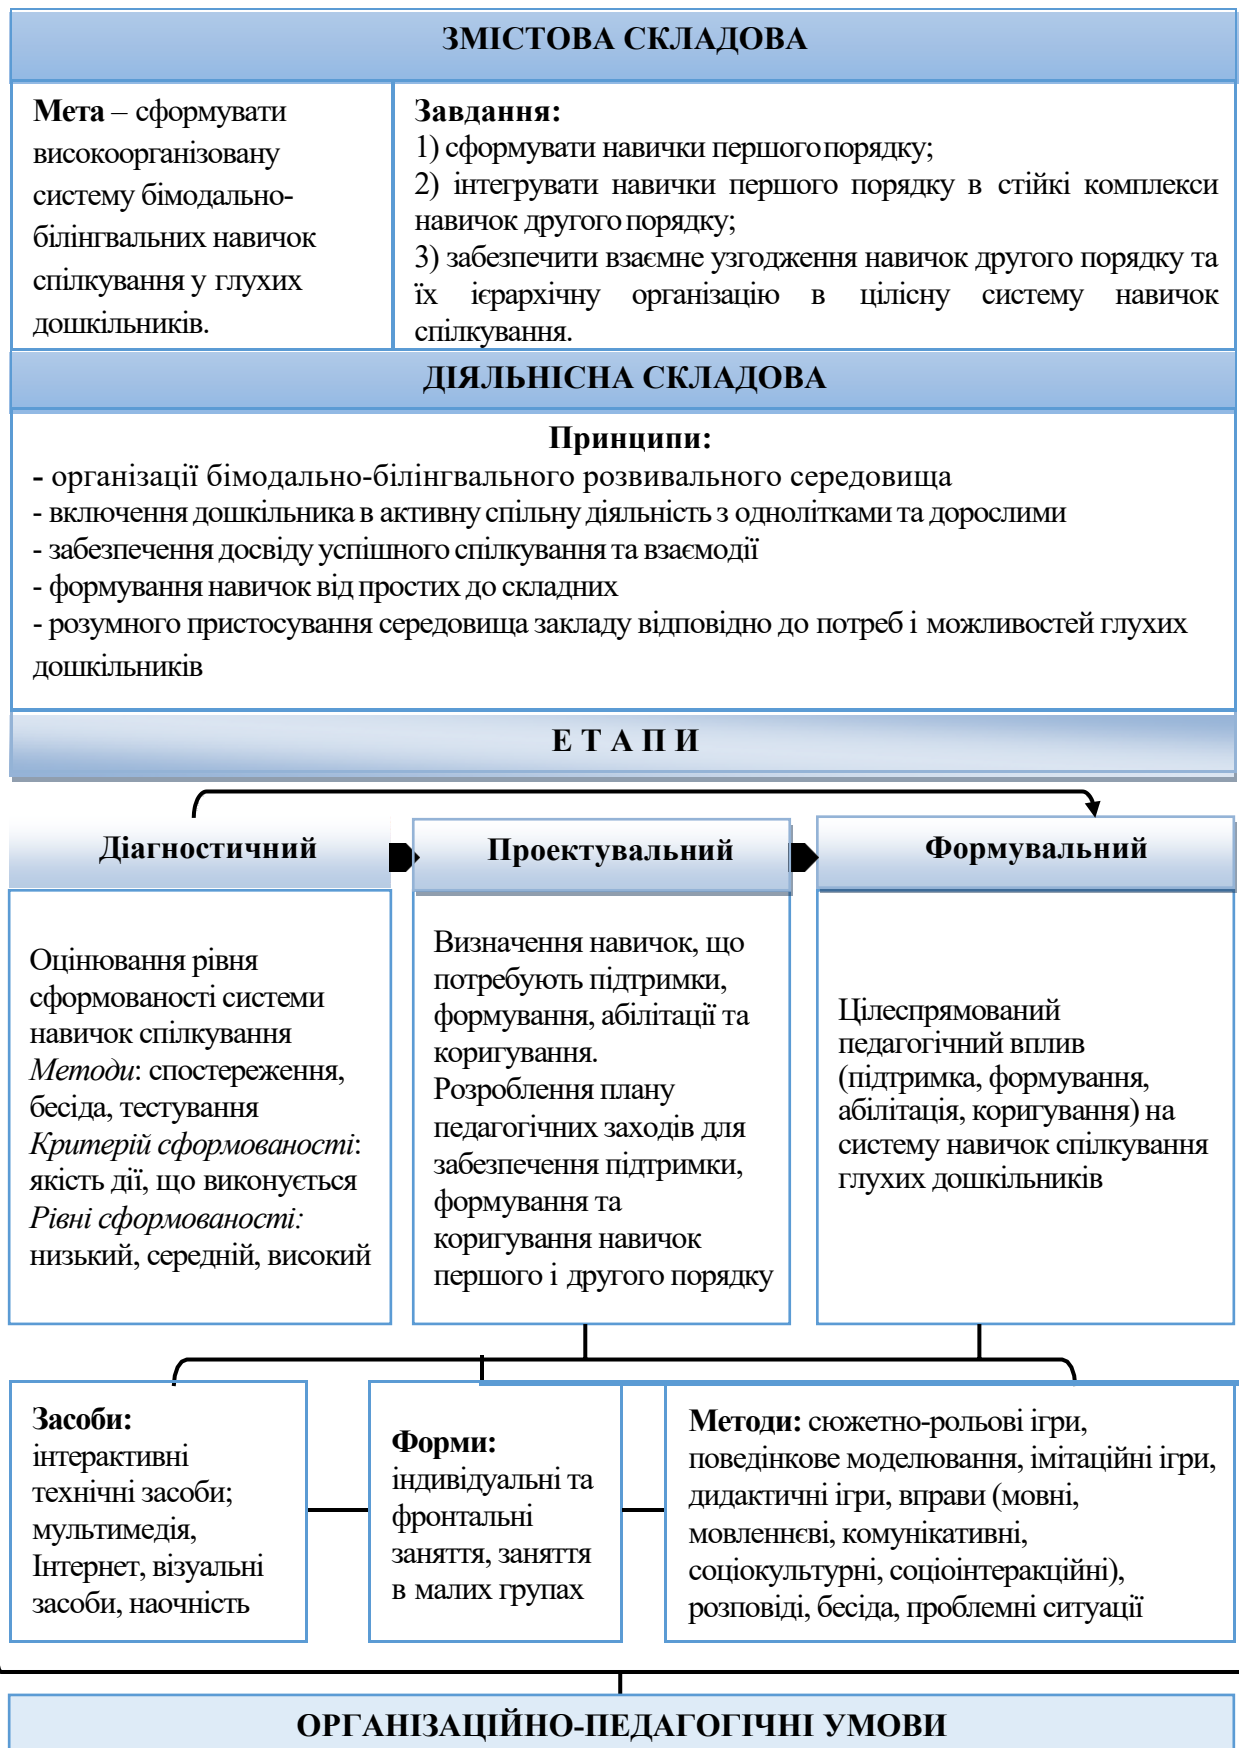 ЗМІСТОВА СКЛАДОВА
Мета – сформувати
високоорганізовану
систему бімодально-
білінгвальних навичок
спілкування у глухих
дошкільників.
Завдання:
1) сформувати навички першого порядку;
2) інтегрувати навички першого порядку в стійкі комплекси
навичок другого порядку;
3) забезпечити взаємне узгодження навичок другого порядку та
їх ієрархічну організацію в цілісну систему навичок
спілкування.
ДІЯЛЬНІСНА СКЛАДОВА
Принципи:
- організації бімодально-білінгвального розвивального середовища
- включення дошкільника в активну спільну діяльність з однолітками та дорослими
- забезпечення досвіду успішного спілкування та взаємодії
- формування навичок від простих до складних
- розумного пристосування середовища закладу відповідно до потреб і можливостей глухих
дошкільників
Е Т А П И
Діагностичний
Оцінювання рівня
сформованості системи
навичок спілкування
Методи: спостереження,
бесіда, тестування
Критерій сформованості:
якість дії, що виконується
Рівні сформованості:
низький, середній, високий
Проектувальний
Визначення навичок, що
потребують підтримки,
формування, абілітації та
коригування.
Розроблення плану
педагогічних заходів для
забезпечення підтримки,
формування та
коригування навичок
першого і другого порядку
Формувальний
Цілеспрямований
педагогічний вплив
(підтримка, формування,
абілітація, коригування) на
систему навичок спілкування
глухих дошкільників
Засоби:
інтерактивні
технічні засоби;
мультимедія,
Інтернет, візуальні
засоби, наочність
Форми:
індивідуальні та
фронтальні
заняття, заняття
в малих групах
Методи: сюжетно-рольові ігри,
поведінкове моделювання, імітаційні ігри,
дидактичні ігри, вправи (мовні,
мовленнєві, комунікативні,
соціокультурні, соціоінтеракційні),
розповіді, бесіда, проблемні ситуації
ОРГАНІЗАЦІЙНО-ПЕДАГОГІЧНІ УМОВИ